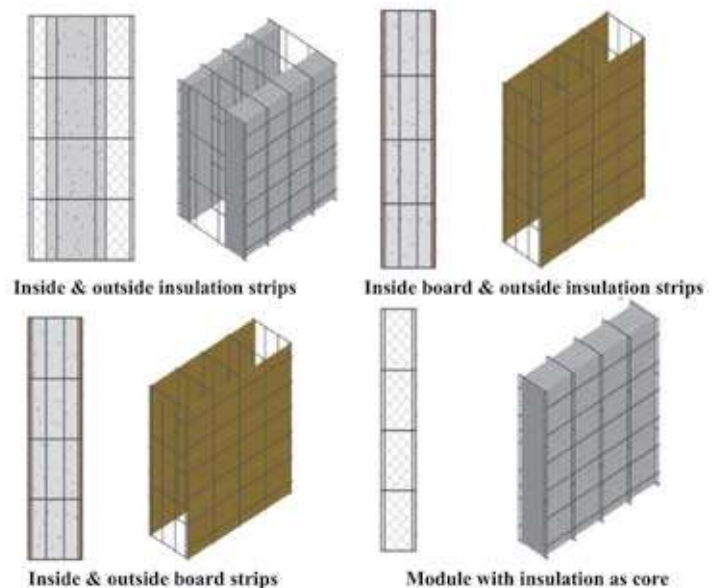 Inside & outside insulation strips
Inside board & outside insulation strips
Inside & outside board strips
Module with insulation as core